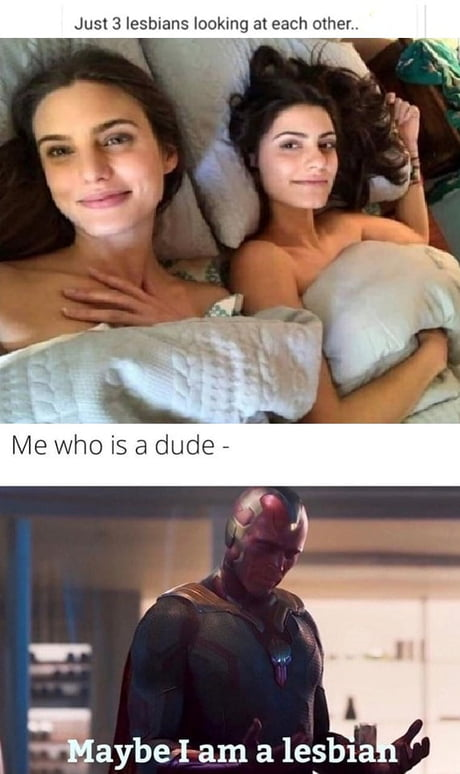 Just 3 lesbians looking at each other..
Me who is a dude -
Maybe I am a lesbian